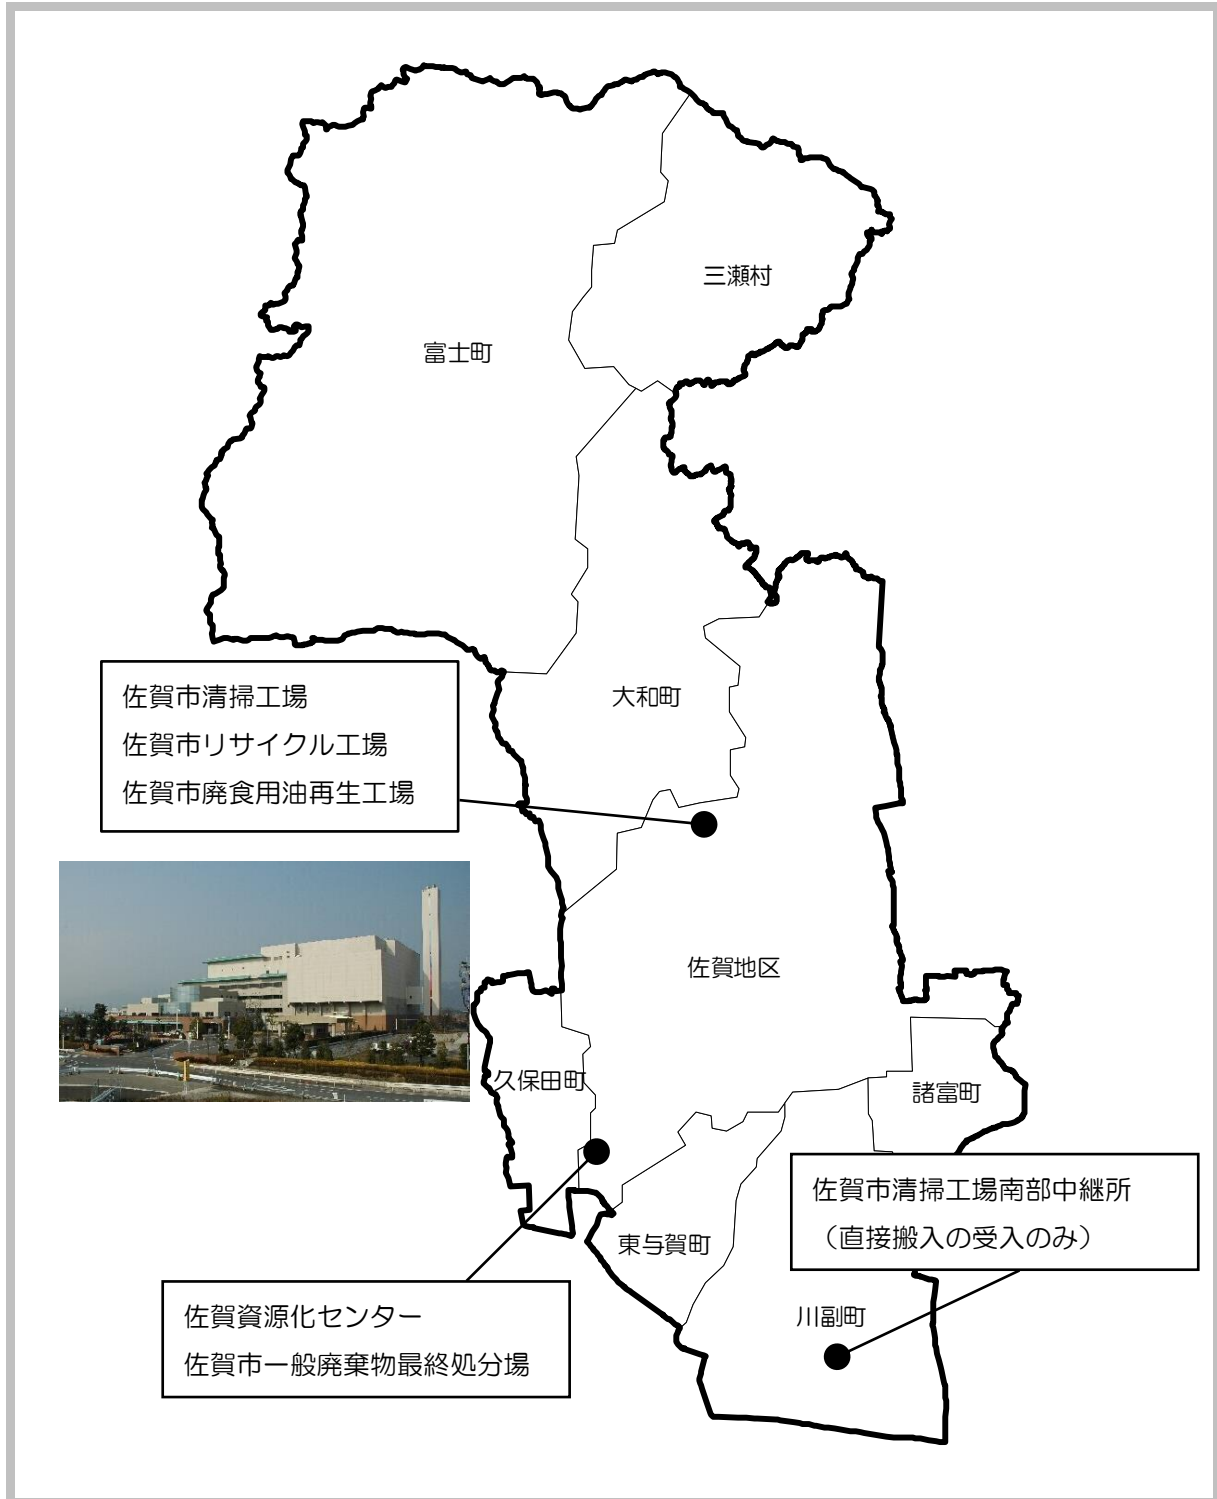 三瀬村
富士町
佐賀市清掃工場
佐賀市リサイクル工場
佐賀市廃食用油再生工場
大和町
佐賀地区
久保田町
諸富町
佐賀市清掃工場南部中継所
（直接搬入の受入のみ）
東与賀町
川副町
佐賀資源化センター
佐賀市一般廃棄物最終処分場